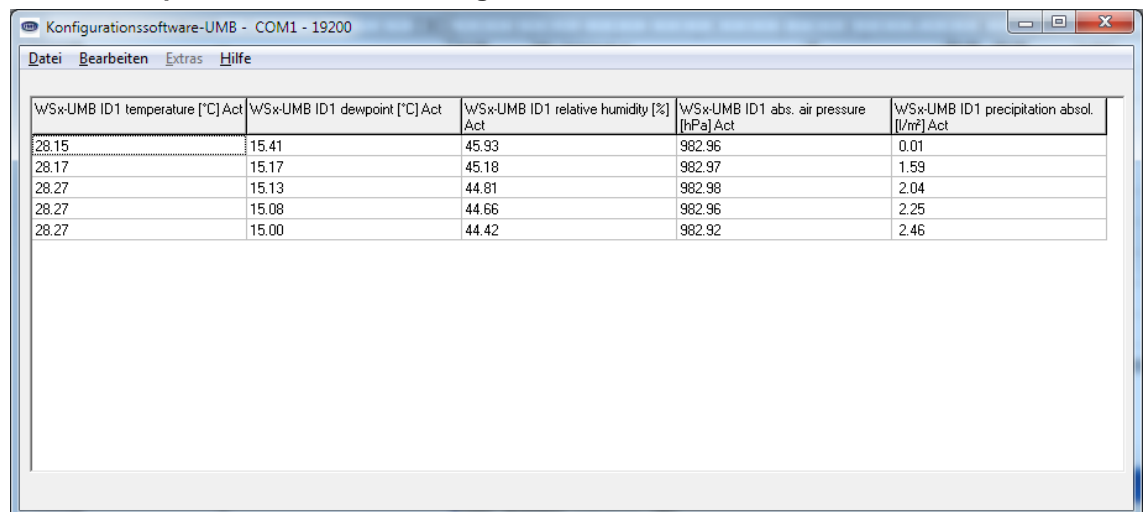 Konfigurationssoftware-UMB - COM1 - 19200
Datei Bearbeiten Extras Hilfe
WSx-UMB ID1 temperature [°C] Act WSx-UMB ID1 dewpoint [°C] Act WSx-UMB ID1 relative humidity [%] Act WSx-UMB ID1 abs. air pressure [hPa] Act WSx-UMB ID1 precipitation absol. [l/m²] Act
28.15 15.41 45.93 982.96 0.01
28.17 15.17 45.18 982.97 1.59
28.27 15.13 44.81 982.98 2.04
28.27 15.08 44.66 982.96 2.25
28.27 15.00 44.42 982.92 2.46